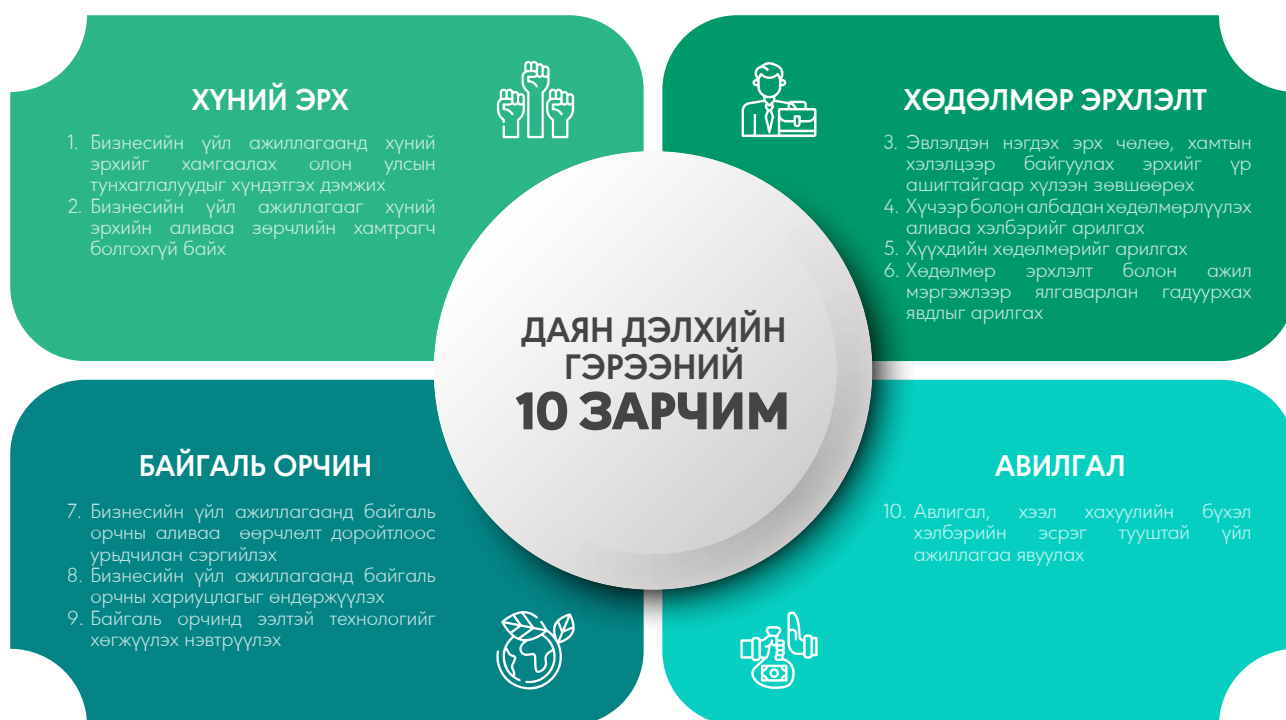 ХҮНИЙ ЭРХ
1. Бизнесийн үйл ажиллагаанд хүний
эрхийг хамгаалах олон улсын
тунхаглалуудыг хүндэтгэх дэмжих
2. Бизнесийн үйл ажиллагааг хүний
эрхийн аливаа зөрчлийн хамтрагч
болгохгүй байх
ХӨДӨЛМӨР ЭРХЛЭЛТ
3. Эвлэлдэн нэгдэх эрх чөлөө, хамтын
хэлэлцээр байгуулах эрхийг үр
ашигтайгаар хүлээн зөвшөөрөх
4. Хүчээр болон албадан хөдөлмөрлүүлэх
аливаа хэлбэрийг арилгах
5. Хүүхдийн хөдөлмөрийг арилгах
6. Хөдөлмөр эрхлэлт болон ажил
мэргэжлээр ялгаварлан гадуурхах
явдлыг арилгах
ДАЯН ДЭЛХИЙН
ГЭРЭЭНИЙ
10 ЗАРЧИМ
БАЙГАЛЬ ОРЧИН
7. Бизнесийн үйл ажиллагаанд байгаль
орчны аливаа өөрчлөлт доройтлоос
урьдчилан сэргийлэх
8. Бизнесийн үйл ажиллагаанд байгаль
орчны хариуцлагыг өндөржүүлэх
9. Байгаль орчинд ээлтэй технологийг
хөгжүүлэх нэвтрүүлэх
АВИЛГАЛ
10. Авлигал, хээл хахуулийн бүхэл
хэлбэрийн эсрэг тууштай үйл
ажиллагаа явуулах